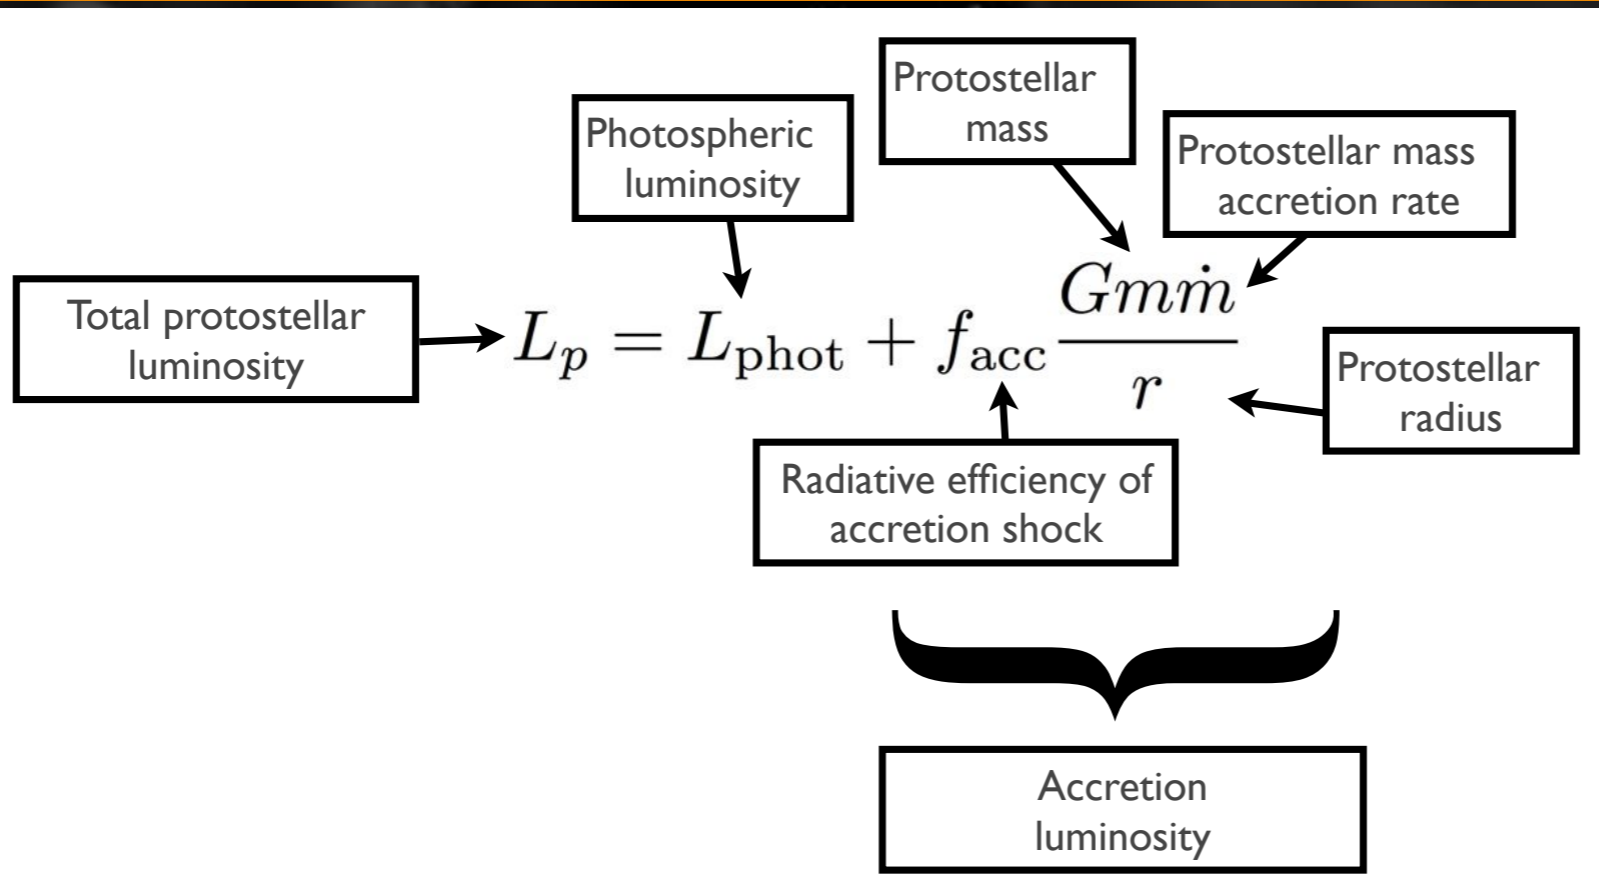 Protostellar
mass
Photospheric
luminosity
Protostellar mass
accretion rate
Total protostellar
luminosity
L_p = L_phot + f_acc Gmṁ / r
Protostellar
radius
Radiative efficiency of
accretion shock
Accretion
luminosity